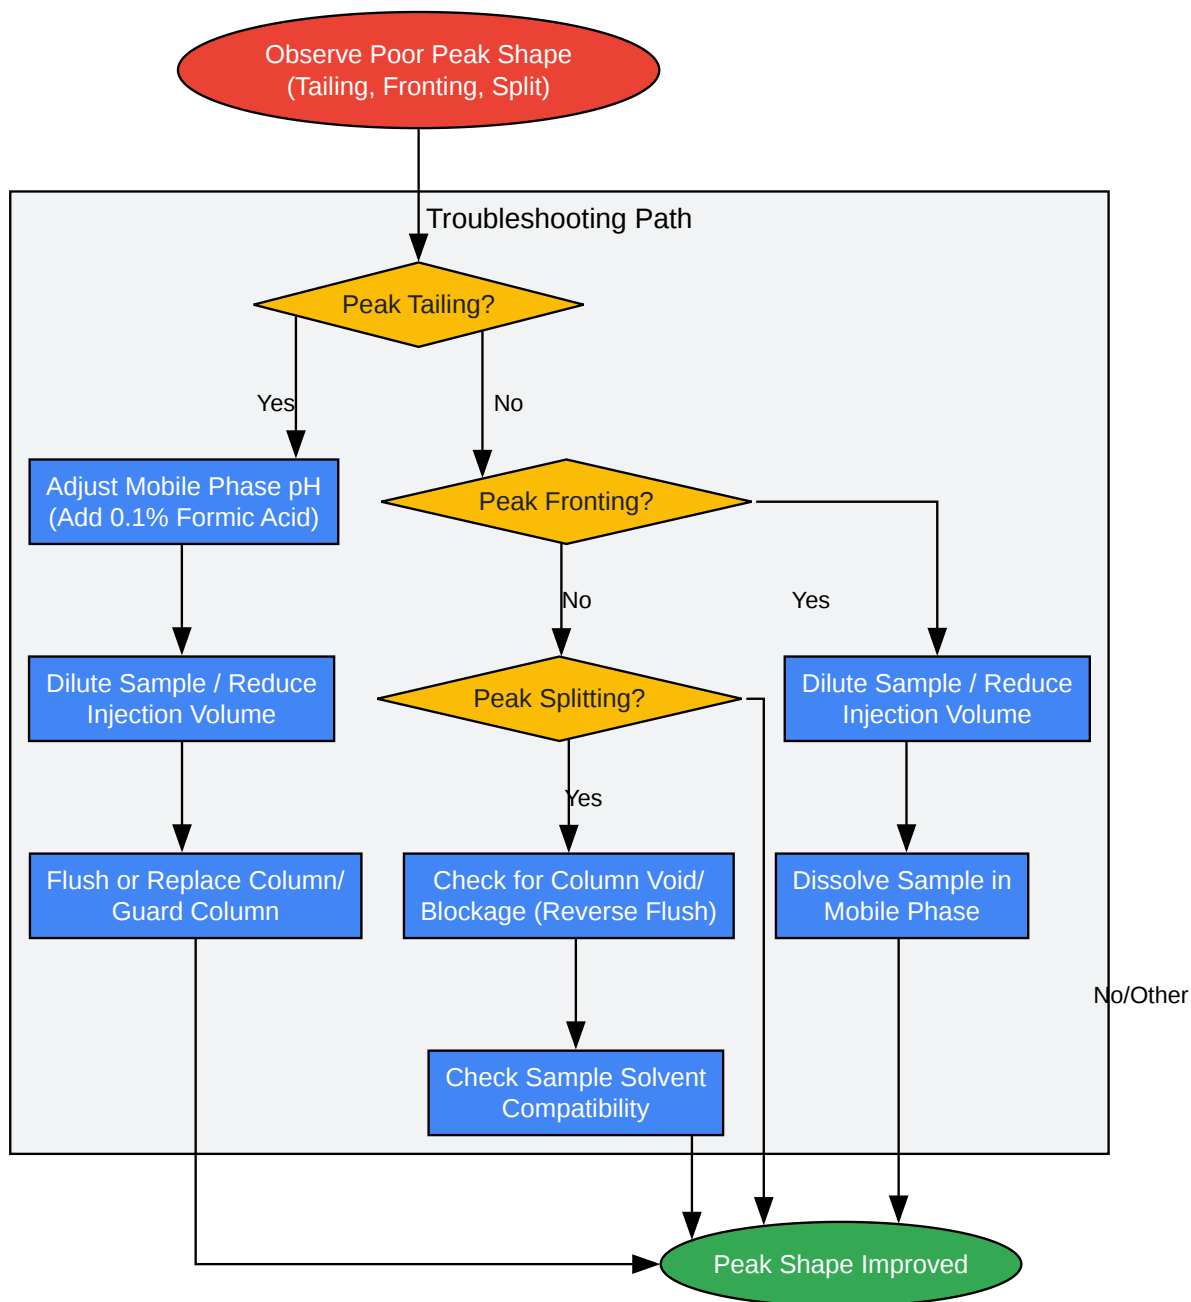 Observe Poor Peak Shape
(Tailing, Fronting, Split)
Troubleshooting Path
Peak Tailing?
Yes
No
Adjust Mobile Phase pH
(Add 0.1% Formic Acid)
Peak Fronting?
No
Yes
Dilute Sample / Reduce
Injection Volume
Peak Splitting?
Dilute Sample / Reduce
Injection Volume
Yes
Flush or Replace Column/
Guard Column
Check for Column Void/
Blockage (Reverse Flush)
Dissolve Sample in
Mobile Phase
No/Other
Check Sample Solvent
Compatibility
Peak Shape Improved